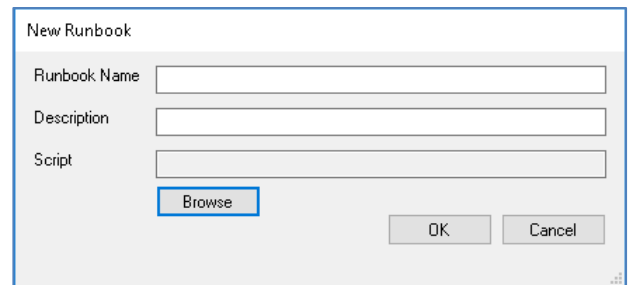 New Runbook
Runbook Name
Description
Script
Browse
OK Cancel